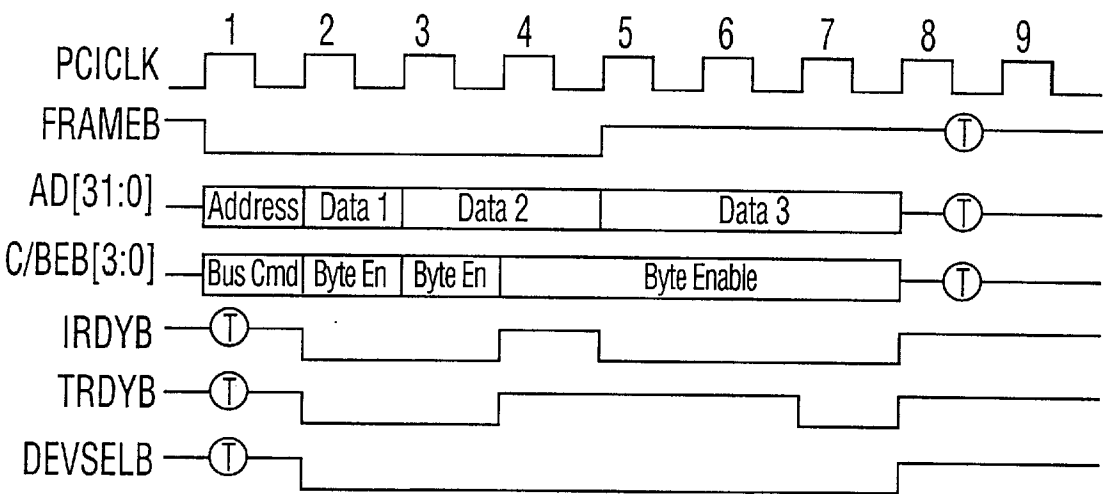 1 2 3 4 5 6 7 8 9
PCICLK
FRAMEB T
AD[31:0] Address Data 1 Data 2 Data 3 T
C/BEB[3:0] Bus Cmd Byte En Byte En Byte Enable T
IRDYB T
TRDYB T
DEVSELB T